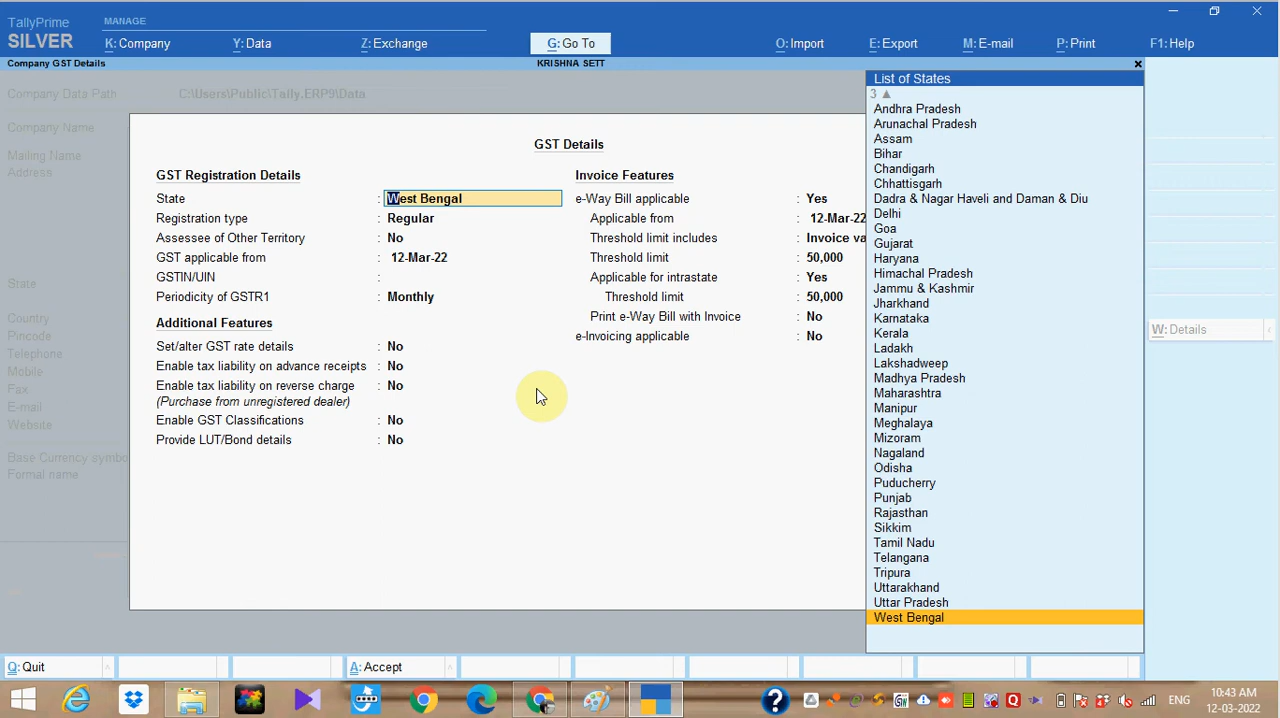 TallyPrime
MANAGE
SILVER
K: Company
Y: Data
Z: Exchange
G: Go To
O: Import
E: Export
M: E-mail
P: Print
F1: Help
Company GST Details
KRISHNA SETT
Company Data Path
C:\Users\Public\Tally.ERP9\Data
Company Name
Mailing Name
Address
State
Country
Pincode
Telephone
Mobile
Fax
E-mail
Website
Base Currency symbo
Formal name
GST Details
GST Registration Details
State : West Bengal
Registration type : Regular
Assessee of Other Territory : No
GST applicable from : 12-Mar-22
GSTIN/UIN :
Periodicity of GSTR1 : Monthly
Additional Features
Set/alter GST rate details : No
Enable tax liability on advance receipts : No
Enable tax liability on reverse charge : No
(Purchase from unregistered dealer)
Enable GST Classifications : No
Provide LUT/Bond details : No
Invoice Features
e-Way Bill applicable : Yes
Applicable from : 12-Mar-22
Threshold limit includes : Invoice va
Threshold limit : 50,000
Applicable for intrastate : Yes
Threshold limit : 50,000
Print e-Way Bill with Invoice : No
e-Invoicing applicable : No
List of States
3 ▲
Andhra Pradesh
Arunachal Pradesh
Assam
Bihar
Chandigarh
Chhattisgarh
Dadra & Nagar Haveli and Daman & Diu
Delhi
Goa
Gujarat
Haryana
Himachal Pradesh
Jammu & Kashmir
Jharkhand
Karnataka
Kerala
Ladakh
Lakshadweep
Madhya Pradesh
Maharashtra
Manipur
Meghalaya
Mizoram
Nagaland
Odisha
Puducherry
Punjab
Rajasthan
Sikkim
Tamil Nadu
Telangana
Tripura
Uttarakhand
Uttar Pradesh
West Bengal
W: Details
Q: Quit
A: Accept
ENG
10:43 AM
12-03-2022